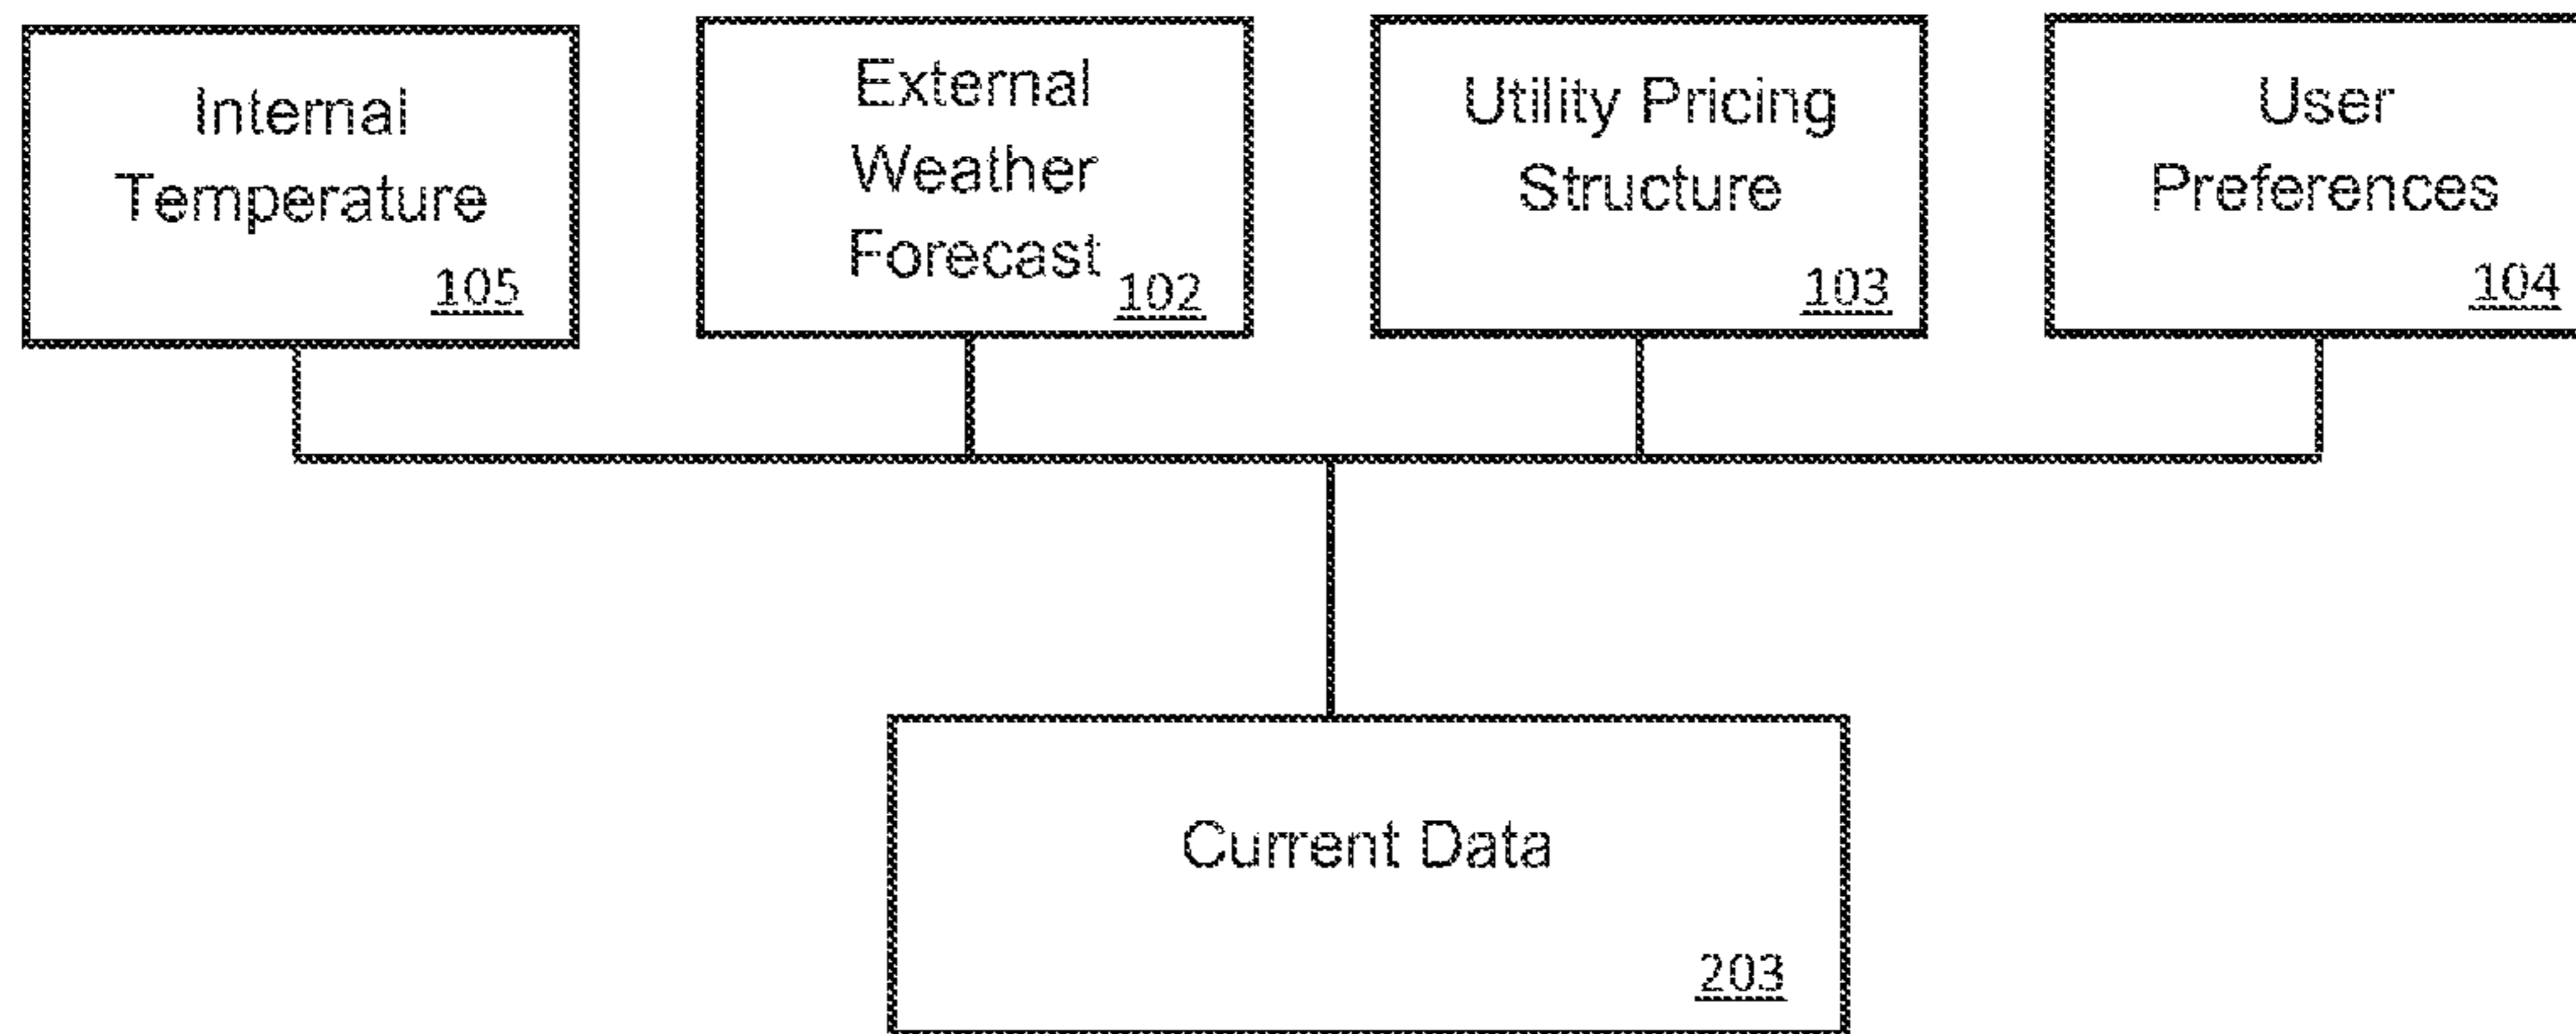 Internal
Temperature
105
External
Weather
Forecast
102
Utility Pricing
Structure
103
User
Preferences
104
Current Data
203